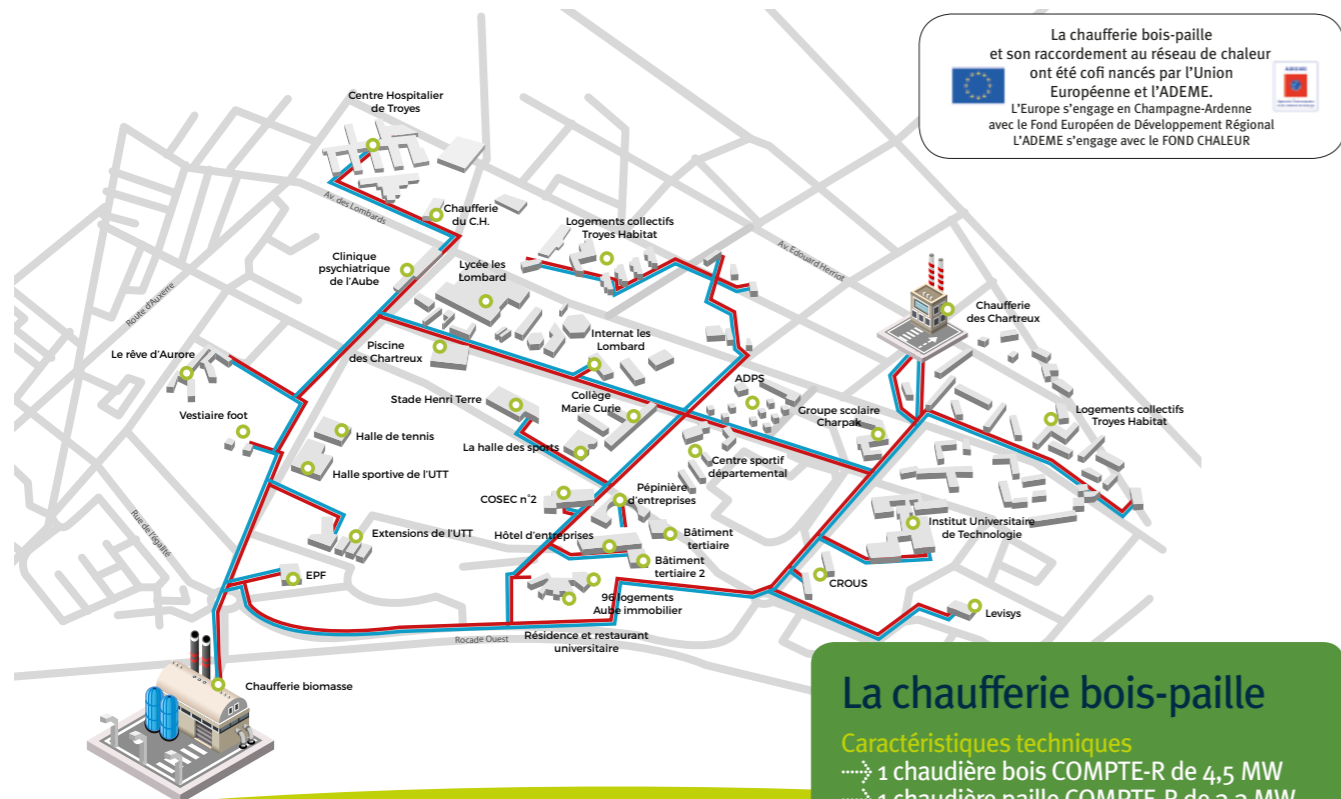 La chaufferie bois-paille
et son raccordement au réseau de chaleur
ont été cofi nancés par l'Union
Européenne et l'ADEME.
L'Europe s'engage en Champagne-Ardenne
avec le Fond Européen de Développement Régional
L'ADEME s'engage avec le FOND CHALEUR
Centre Hospitalier
de Troyes
Av. des Lombards
Chaufferie
du C.H.
Logements collectifs
Troyes Habitat
Av. Edouard Herriot
Clinique
psychiatrique
de l'Aube
Lycée les
Lombard
Route d'Auxerre
Chaufferie
des Chartreux
Le rêve d'Aurore
Piscine
des Chartreux
Internat les
Lombard
Vestiaire foot
Stade Henri Terre
Collège
Marie Curie
ADPS
Groupe scolaire
Charpak
Logements collectifs
Troyes Habitat
Halle de tennis
La halle des sports
Centre sportif
départemental
Halle sportive de l'UTT
COSEC n°2
Pépinière
d'entreprises
Rue de l'égalité
Extensions de l'UTT
Hôtel d'entreprises
Bâtiment
tertiaire
Institut Universitaire
de Technologie
Bâtiment
tertiaire 2
EPF
CROUS
96 logements
Aube immobilier
Levisys
Rocade Ouest
Résidence et restaurant
universitaire
Chaufferie biomasse
La chaufferie bois-paille
Caractéristiques techniques
1 chaudière bois COMPTE-R de 4,5 MW